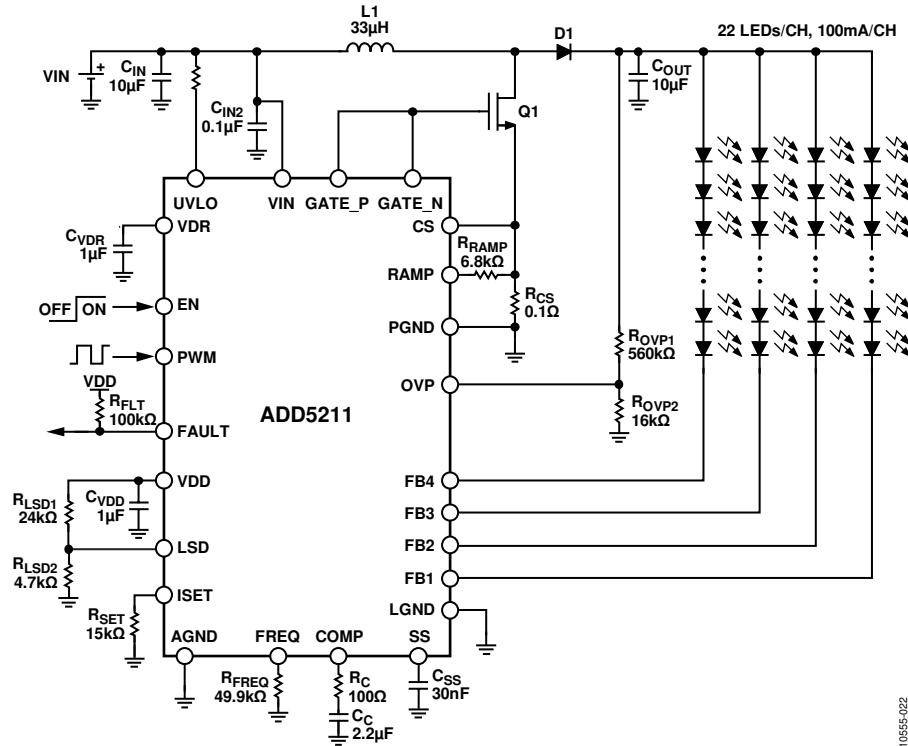 L1
33µH
D1
22 LEDs/CH, 100mA/CH
VIN
+
CIN
10µF
COUT
10µF
CIN2
0.1µF
Q1
UVLO
VIN
GATE_P
GATE_N
VDR
CS
CVDR
1µF
RRAMP
6.8kΩ
RAMP
OFF
ON
EN
RCS
0.1Ω
PGND
PWM
ROVP1
560kΩ
VDD
OVP
RFLT
100kΩ
ADD5211
ROVP2
16kΩ
FAULT
VDD
FB4
RLSD1
24kΩ
CVDD
1µF
FB3
LSD
FB2
RLSD2
4.7kΩ
FB1
ISET
LGND
RSET
15kΩ
AGND
FREQ
COMP
SS
RFREQ
49.9kΩ
RC
100Ω
CSS
30nF
CC
2.2µF
10555-022